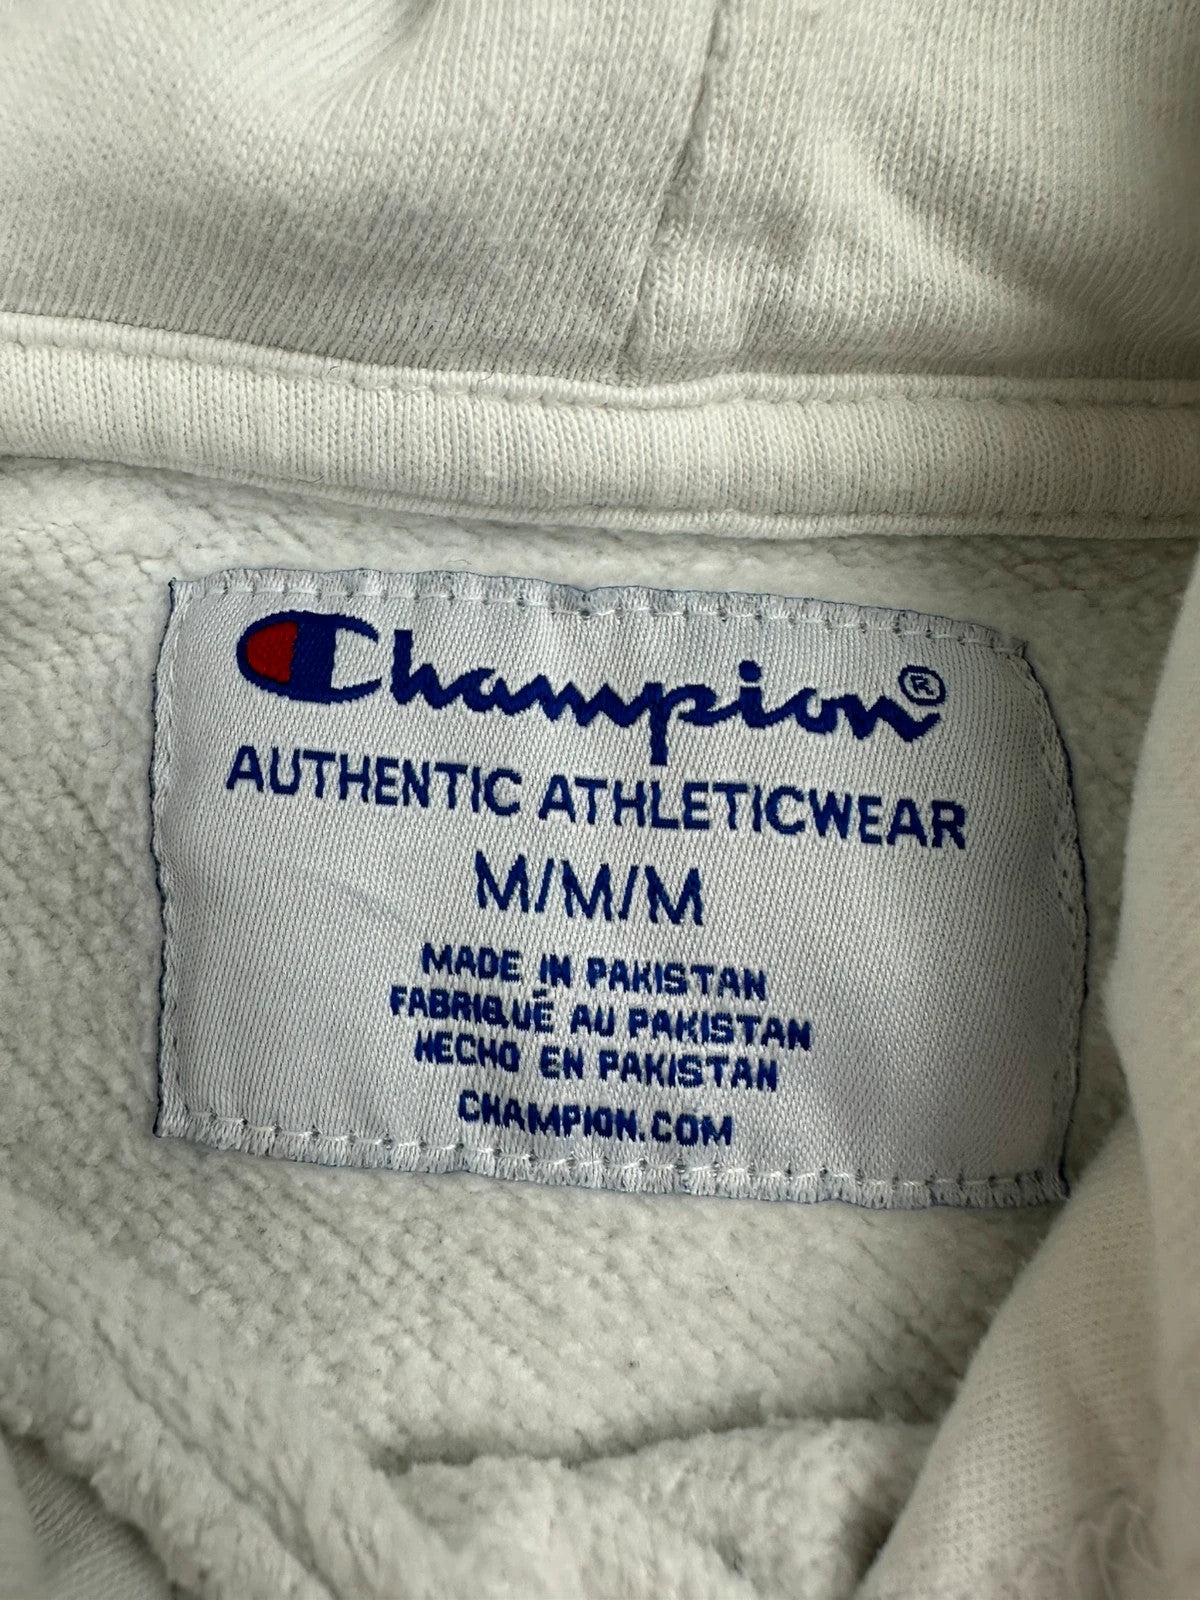 Champion®
AUTHENTIC ATHLETICWEAR
M/M/M
MADE IN PAKISTAN
FABRIQUÉ AU PAKISTAN
HECHO EN PAKISTAN
CHAMPION.COM